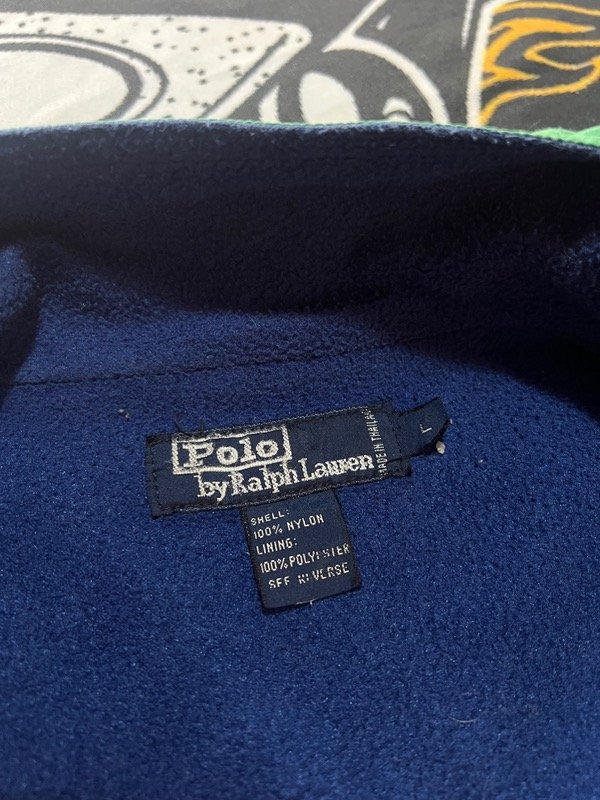 Polo
by Ralph Lauren
MADE IN THAILAND
L
SHELL:
100% NYLON
LINING:
100% POLYESTER
SEE REVERSE